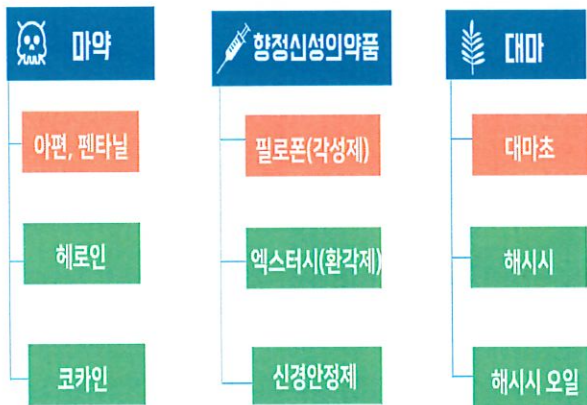 마약
아편, 펜타닐
헤로인
코카인
향정신성의약품
필로폰(각성제)
엑스터시(환각제)
신경안정제
대마
대마초
해시시
해시시 오일